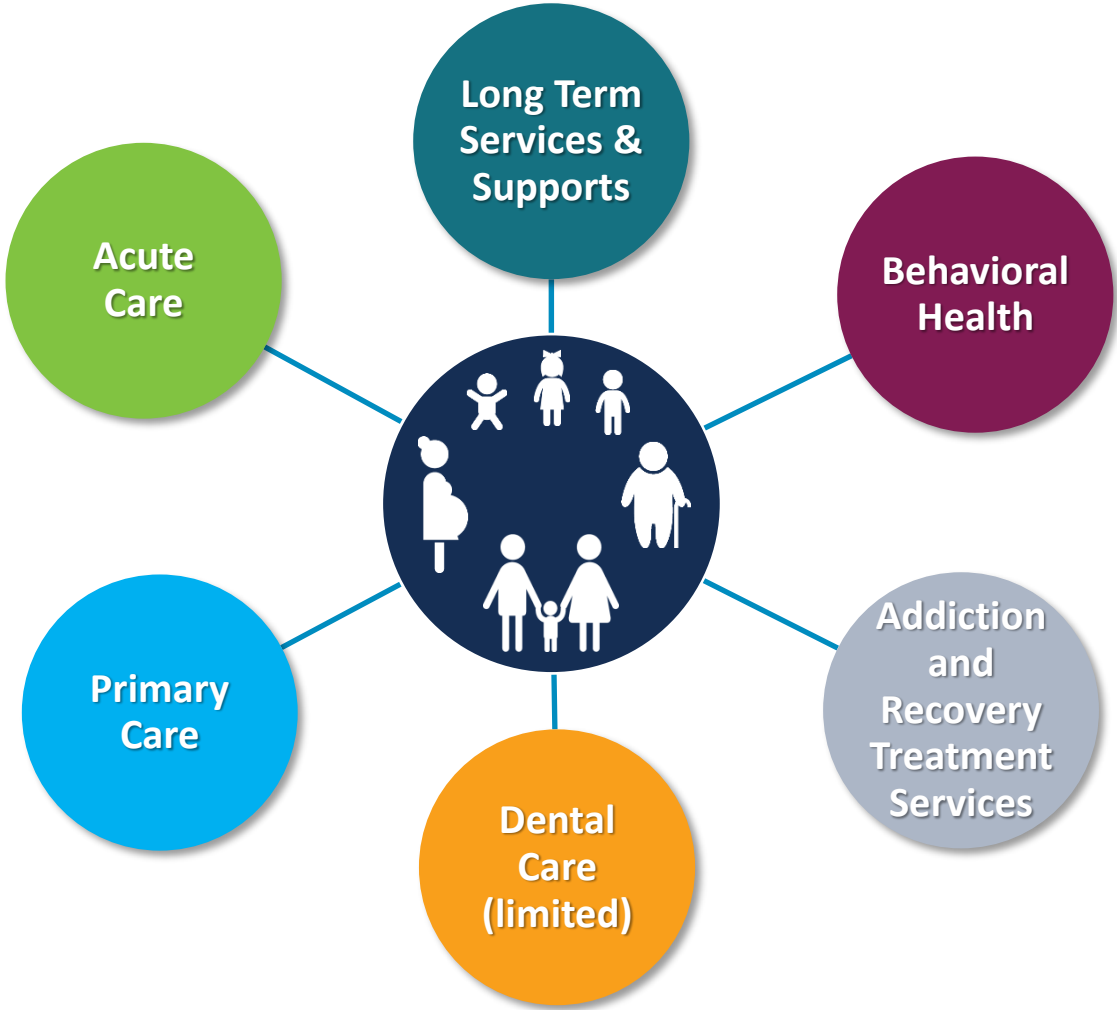 Long Term
Services &
Supports
Acute
Care
Behavioral
Health
Primary
Care
Addiction
and
Recovery
Treatment
Services
Dental
Care
(limited)